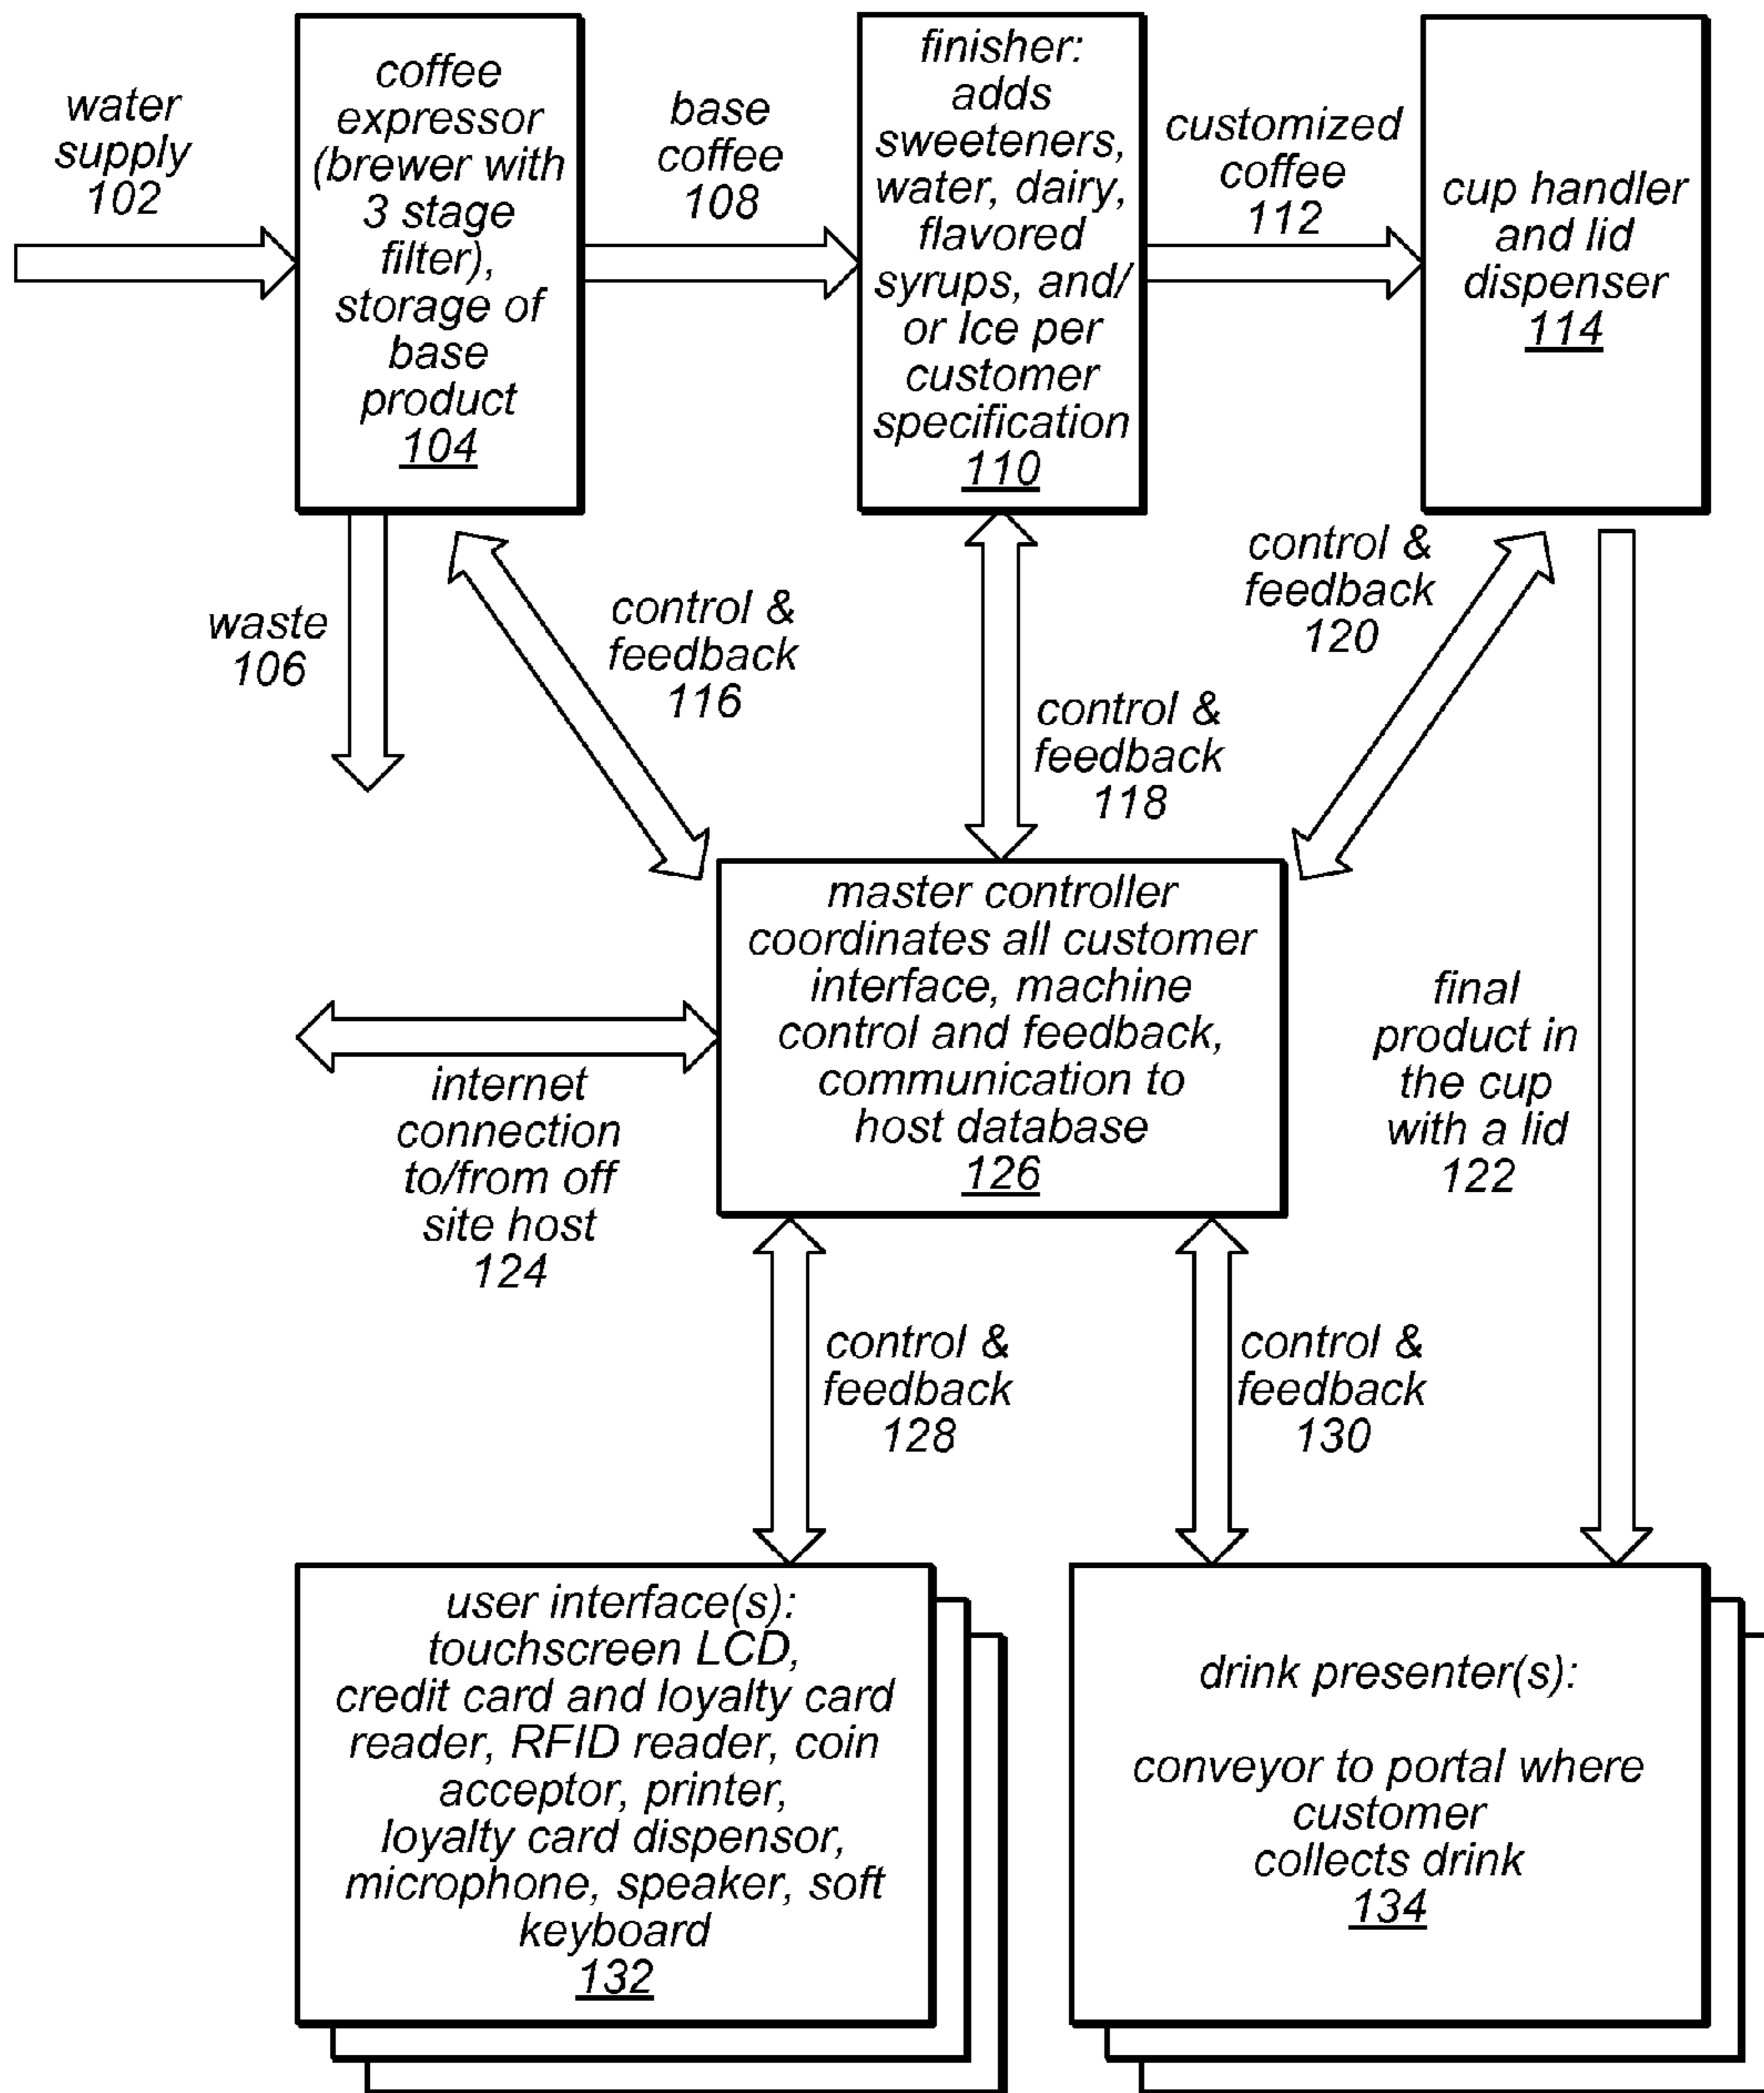 water
supply
102
coffee
expressor
(brewer with
3 stage
filter),
storage of
base
product
104
base
coffee
108
finisher:
adds
sweeteners,
water, dairy,
flavored
syrups, and/
or Ice per
customer
specification
110
customized
coffee
112
cup handler
and lid
dispenser
114
waste
106
control &
feedback
116
control &
feedback
118
control &
feedback
120
master controller
coordinates all customer
interface, machine
control and feedback,
communication to
host database
126
internet
connection
to/from off
site host
124
final
product in
the cup
with a lid
122
control &
feedback
128
control &
feedback
130
user interface(s):
touchscreen LCD,
credit card and loyalty card
reader, RFID reader, coin
acceptor, printer,
loyalty card dispensor,
microphone, speaker, soft
keyboard
132
drink presenter(s):
conveyor to portal where
customer
collects drink
134